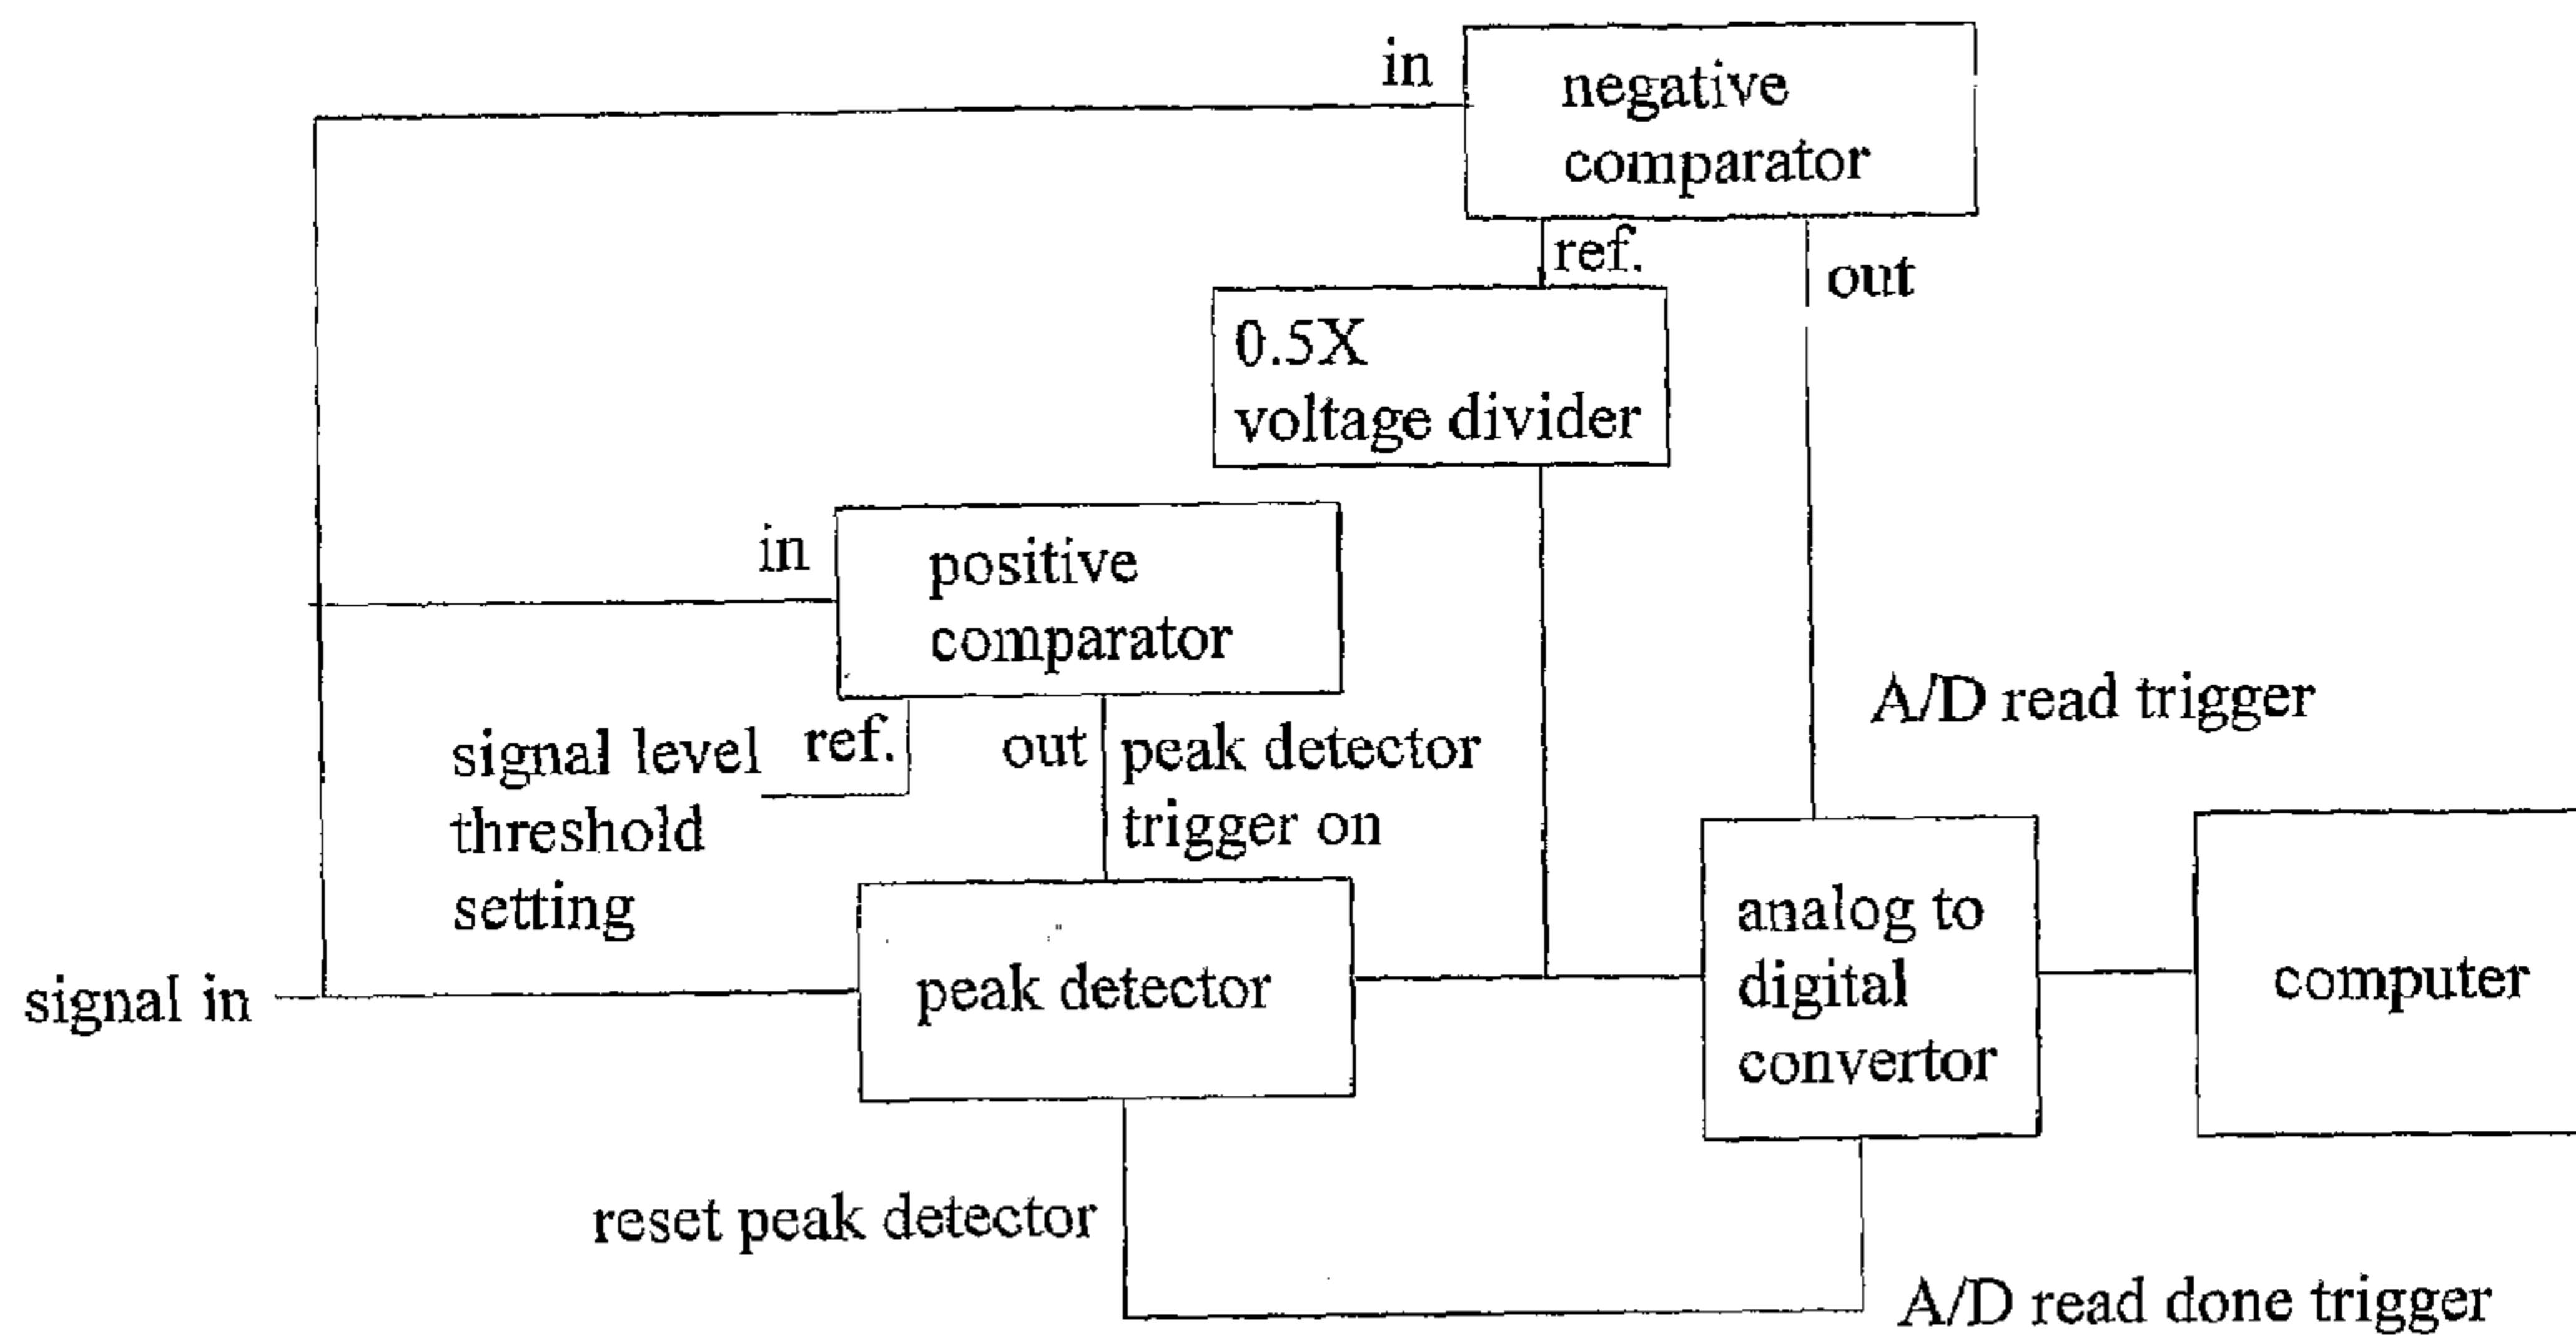 in
negative
comparator
ref.
out
0.5X
voltage divider
in
positive
comparator
A/D read trigger
signal level
threshold
setting
ref.
out
peak detector
trigger on
signal in
peak detector
analog to
digital
convertor
computer
reset peak detector
A/D read done trigger